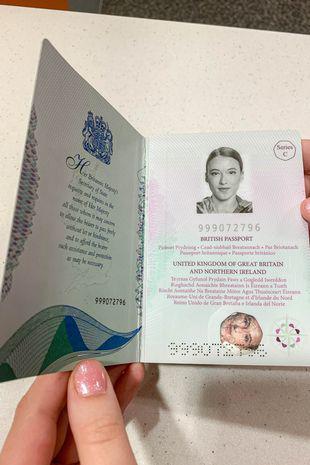 Her Britannic Majesty's
Secretary of State
requests and requires in the
name of Her Majesty
all those whom it may concern
to allow the bearer to pass freely
without let or hindrance,
and to afford the bearer
such assistance and protection
as may be necessary.
999072796
Series
C
999072796
BRITISH PASSPORT
Pasbort Prydeinig • Cead-siubhail Breatannach • Pas Briotanach
Passeport britannique • Pasaporte británico
UNITED KINGDOM OF GREAT BRITAIN
AND NORTHERN IRELAND
Teyrnas Gyfunol Prydain Fawr a Gogledd Iwerddon
Rìoghachd Aonaichte Bhreatainn is Èireann a Tuath
Ríocht Aontaithe Na Breataine Móire Agus Thuaisceart Éireann
Royaume-Uni de Grande-Bretagne et d'Irlande du Nord
Reino Unido de Gran Bretaña e Irlanda del Norte